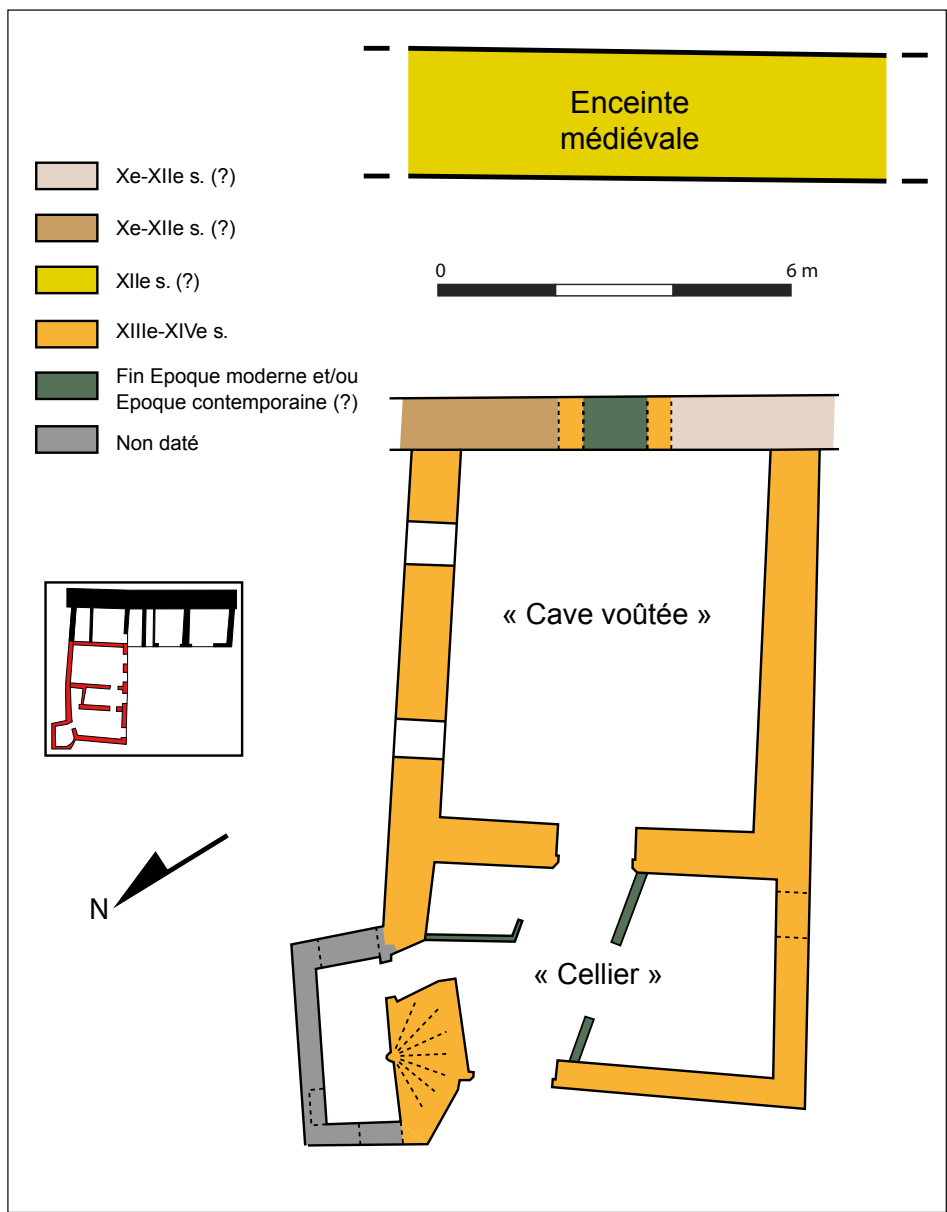 Enceinte
médiévale
Xe-XIIe s. (?)
Xe-XIIe s. (?)
XIIe s. (?)
XIIIe-XIVe s.
Fin Epoque moderne et/ou
Epoque contemporaine (?)
Non daté
0 6 m
« Cave voûtée »
N
« Cellier »